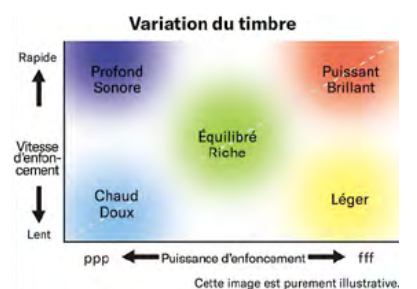 Variation du timbre
Rapide
Profond
Sonore
Puissant
Brillant
Vitesse
d'enfon-
cement
Équilibré
Riche
Chaud
Doux
Léger
Lent
ppp
Puissance d'enfoncement
fff
Cette image est purement illustrative.